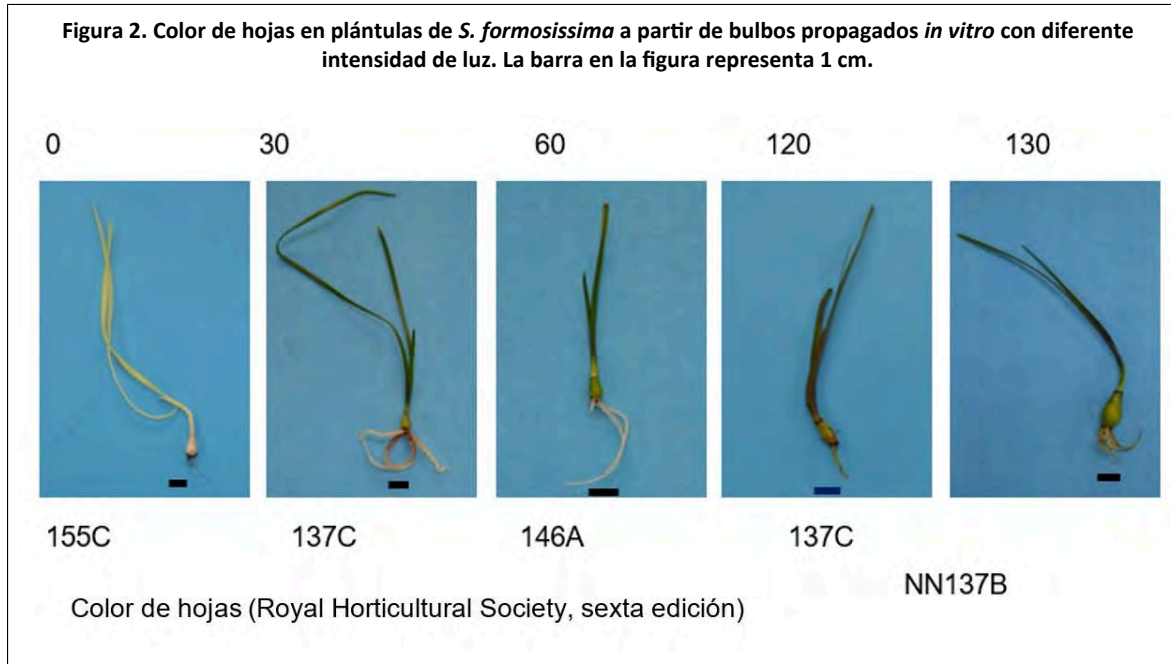 Figura 2. Color de hojas en plántulas de S. formosissima a partir de bulbos propagados in vitro con diferente
intensidad de luz. La barra en la figura representa 1 cm.
0 30 60 120 130
155C 137C 146A 137C
NN137B
Color de hojas (Royal Horticultural Society, sexta edición)